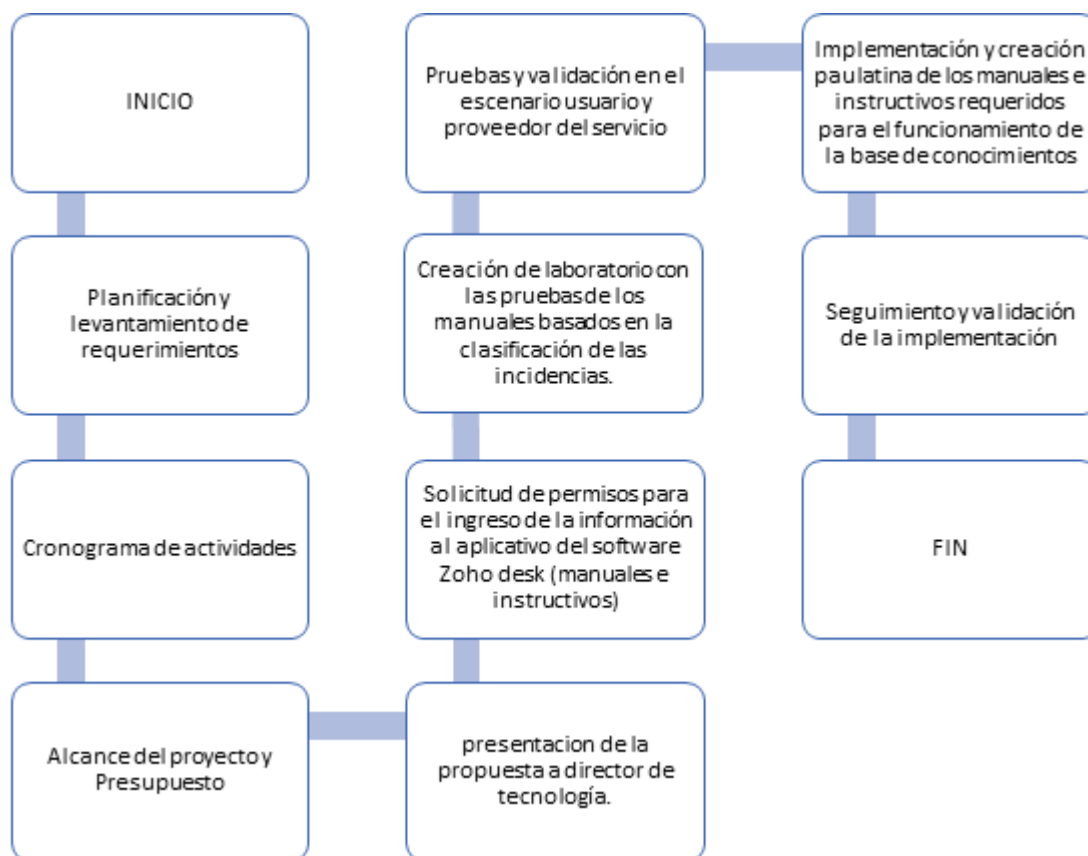 INICIO
Planificación y
levantamiento de
requerimientos
Cronograma de actividades
Alcance del proyecto y
Presupuesto
presentacion de la
propuesta a director de
tecnología.
Solicitud de permisos para
el ingreso de la información
al aplicativo del software
Zoho desk (manuales e
instructivos)
Creación de laboratorio con
las pruebas de los
manuales basados en la
clasificación de las
incidencias.
Pruebas y validación en el
escenario usuario y
proveedor del servicio
Implementación y creación
paulatina de los manuales e
instructivos requeridos
para el funcionamiento de
la base de conocimientos
Seguimiento y validación
de la implementación
FIN